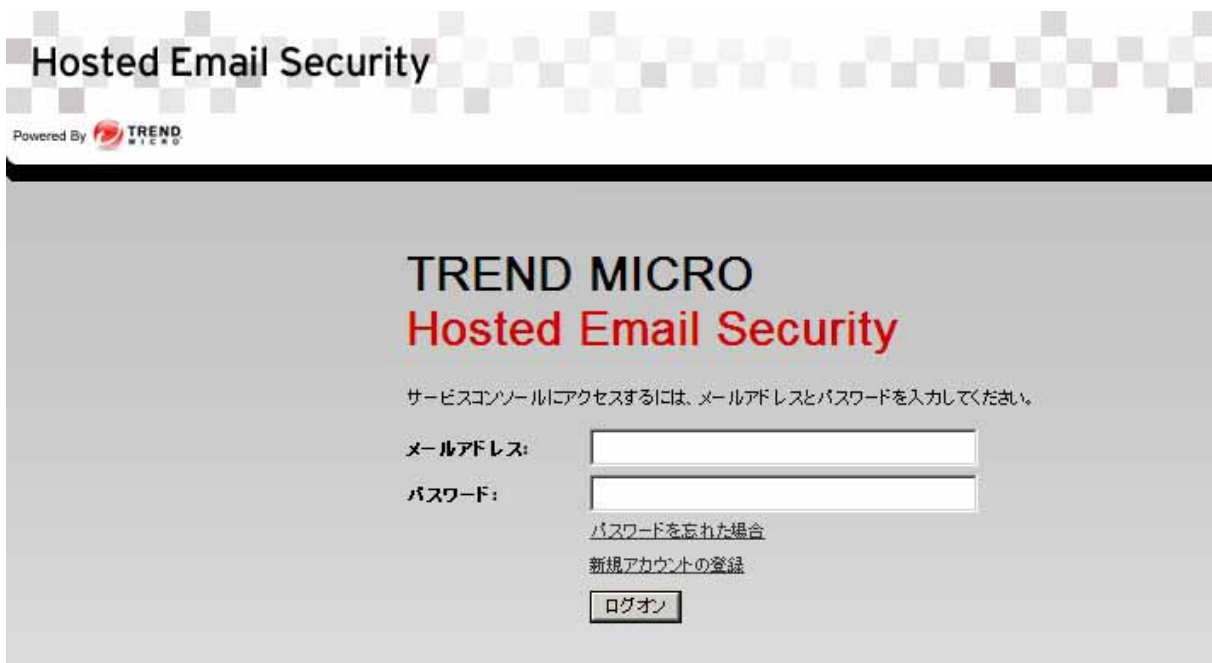 Hosted Email Security
Powered By TREND MICRO
TREND MICRO
Hosted Email Security
サービスコンソールにアクセスするには、メールアドレスとパスワードを入力してください。
メールアドレス:
パスワード:
パスワードを忘れた場合
新規アカウントの登録
ログオン